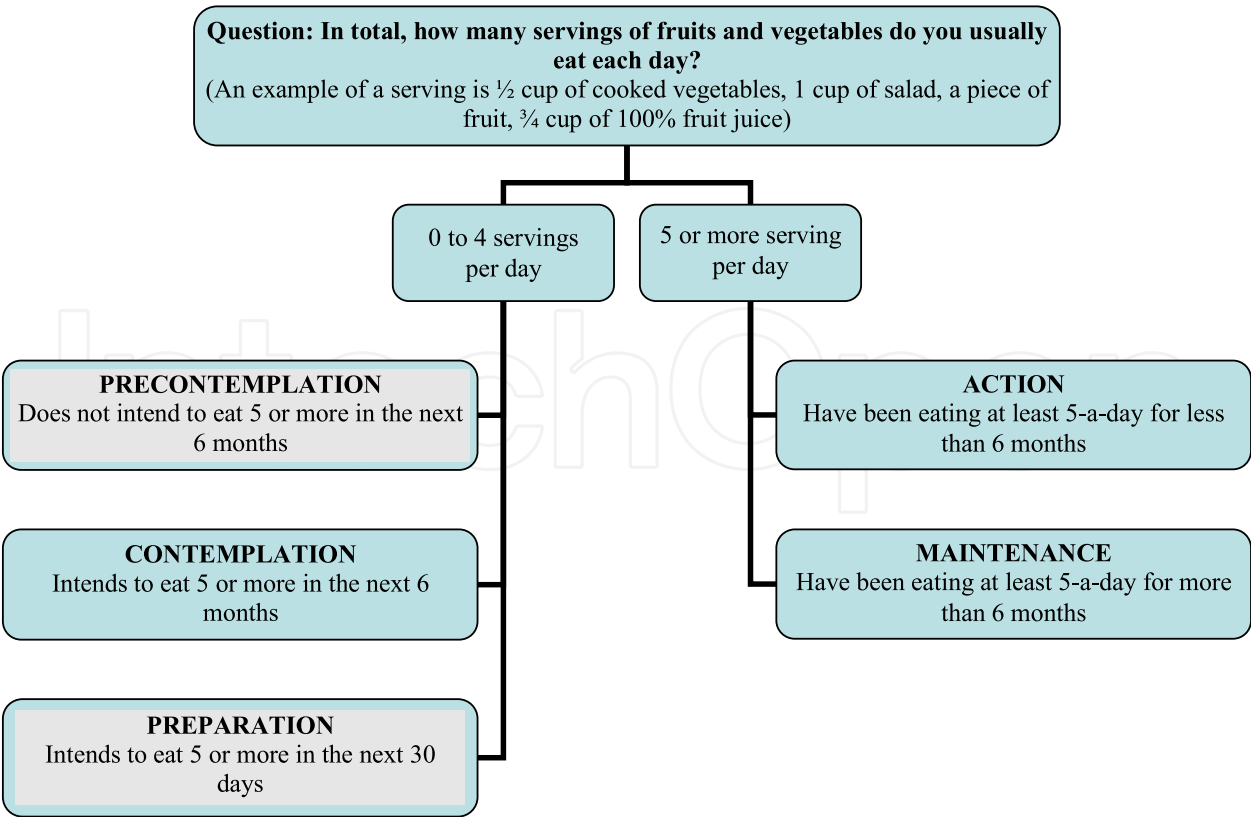 Question: In total, how many servings of fruits and vegetables do you usually
eat each day?
(An example of a serving is ½ cup of cooked vegetables, 1 cup of salad, a piece of
fruit, ¾ cup of 100% fruit juice)
0 to 4 servings
per day
5 or more serving
per day
PRECONTEMPLATION
Does not intend to eat 5 or more in the next
6 months
CONTEMPLATION
Intends to eat 5 or more in the next 6
months
PREPARATION
Intends to eat 5 or more in the next 30
days
ACTION
Have been eating at least 5-a-day for less
than 6 months
MAINTENANCE
Have been eating at least 5-a-day for more
than 6 months
IntechOpen